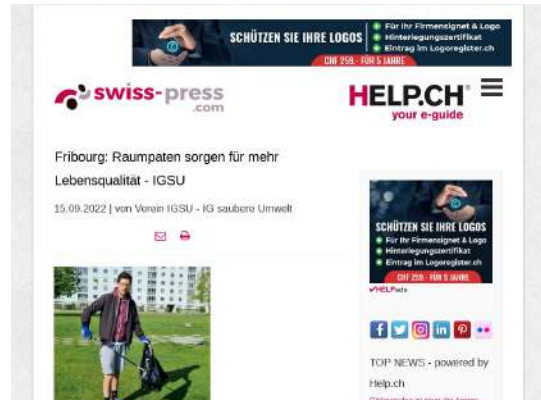 SCHÜTZEN SIE IHRE LOGOS
Für Ihr Firmensignet & Logo
Hinterlegungszertifikat
Eintrag im Logoregister.ch
CHF 259.- FÜR 5 JAHRE
swiss-press
.com
HELP.CH
your e-guide
Fribourg: Raumpaten sorgen für mehr
Lebensqualität - IGSU
15.09.2022 | von Verein IGSU - IG saubere Umwelt
SCHÜTZEN SIE IHRE LOGOS
Für Ihr Firmensignet & Logo
Hinterlegungszertifikat
Eintrag im Logoregister.ch
CHF 259.- FÜR 5 JAHRE
HELPads
TOP NEWS - powered by
Help.ch